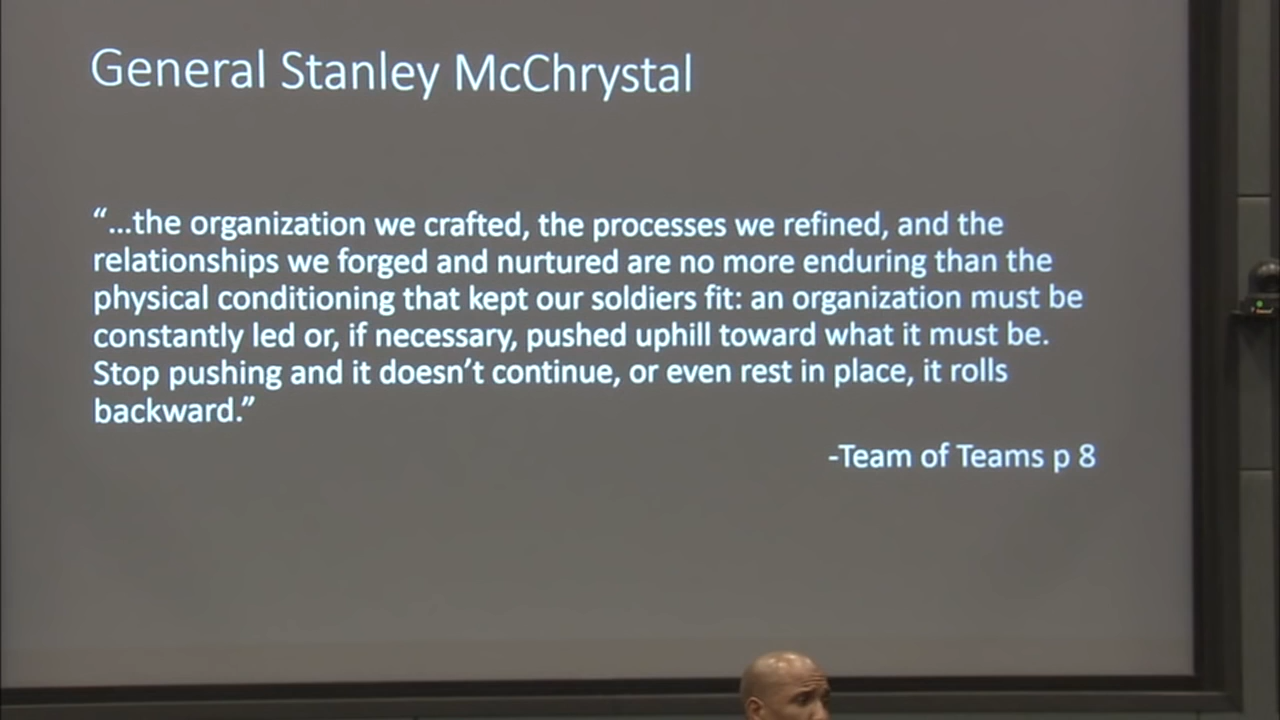 General Stanley McChrystal
“...the organization we crafted, the processes we refined, and the
relationships we forged and nurtured are no more enduring than the
physical conditioning that kept our soldiers fit: an organization must be
constantly led or, if necessary, pushed uphill toward what it must be.
Stop pushing and it doesn’t continue, or even rest in place, it rolls
backward.”
-Team of Teams p 8